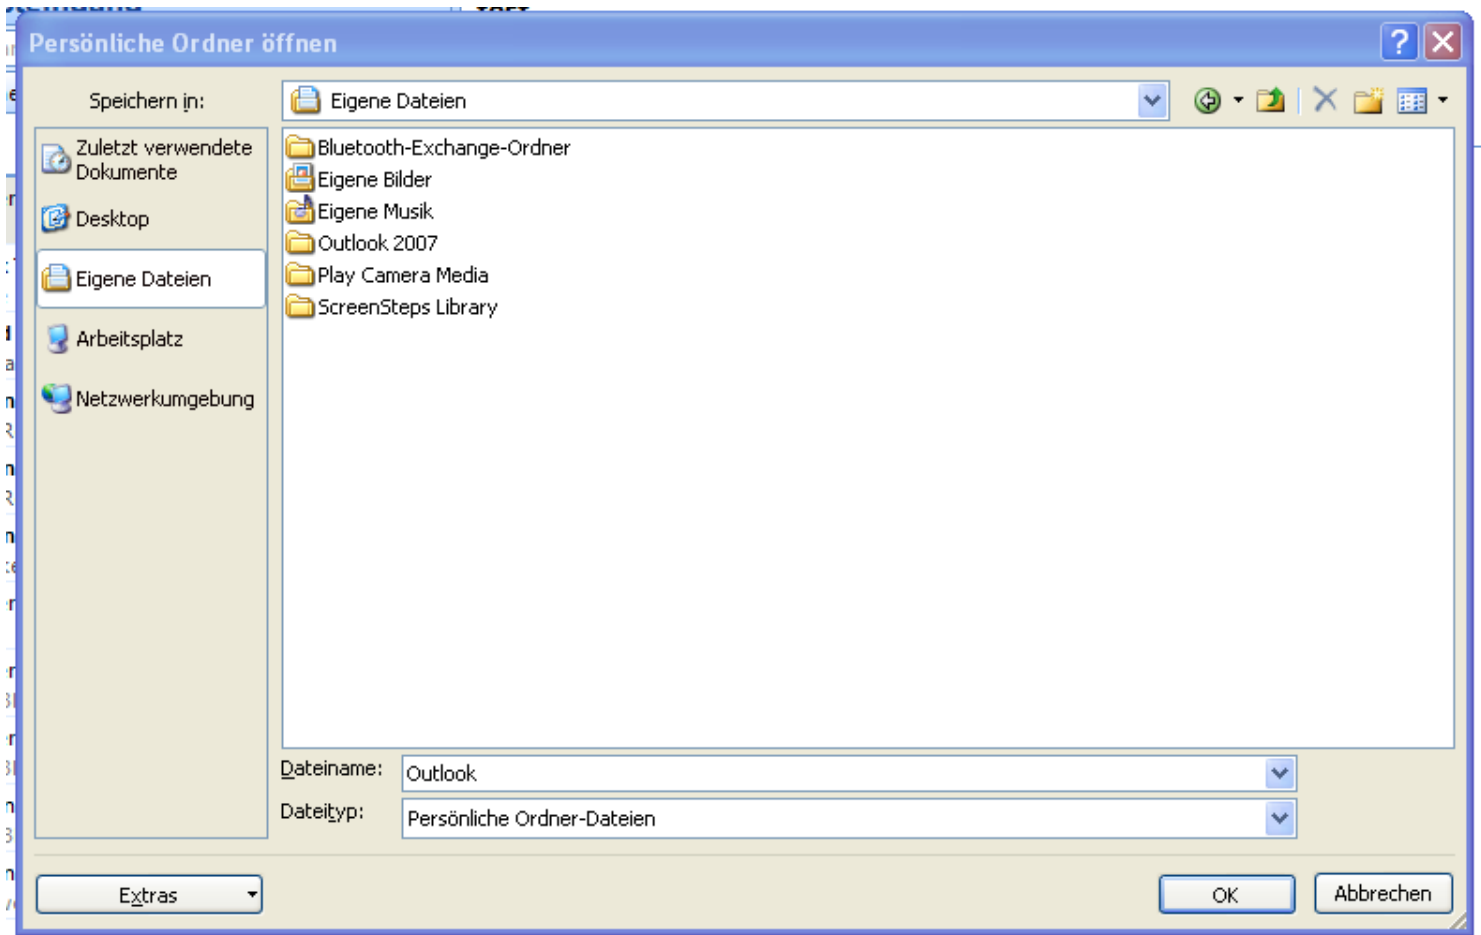 Persönliche Ordner öffnen
Speichern in:
Eigene Dateien
Zuletzt verwendete
Dokumente
Desktop
Eigene Dateien
Arbeitsplatz
Netzwerkumgebung
Bluetooth-Exchange-Ordner
Eigene Bilder
Eigene Musik
Outlook 2007
Play Camera Media
ScreenSteps Library
Dateiname:
Outlook
Dateityp:
Persönliche Ordner-Dateien
Extras
OK
Abbrechen